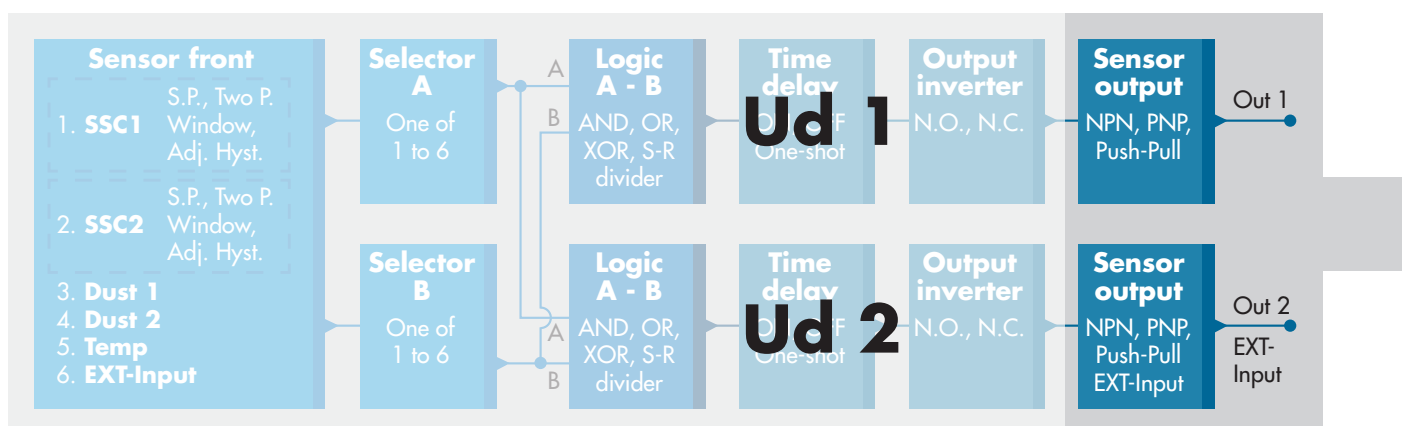 Sensor front
S.P., Two P.
1. SSC1 Window,
Adj. Hyst.
S.P., Two P.
2. SSC2 Window,
Adj. Hyst.
3. Dust 1
4. Dust 2
5. Temp
6. EXT-Input
Selector
A
One of
1 to 6
Selector
B
One of
1 to 6
A
B
Logic
A - B
AND, OR,
XOR, S-R
divider
A
B
Logic
A - B
AND, OR,
XOR, S-R
divider
Time
delay
Ud 1
One-shot
Time
delay
Ud 2
One-shot
Output
inverter
N.O., N.C.
Output
inverter
N.O., N.C.
Sensor
output
NPN, PNP,
Push-Pull
Out 1
Sensor
output
NPN, PNP,
Push-Pull
EXT-Input
Out 2
EXT-
Input